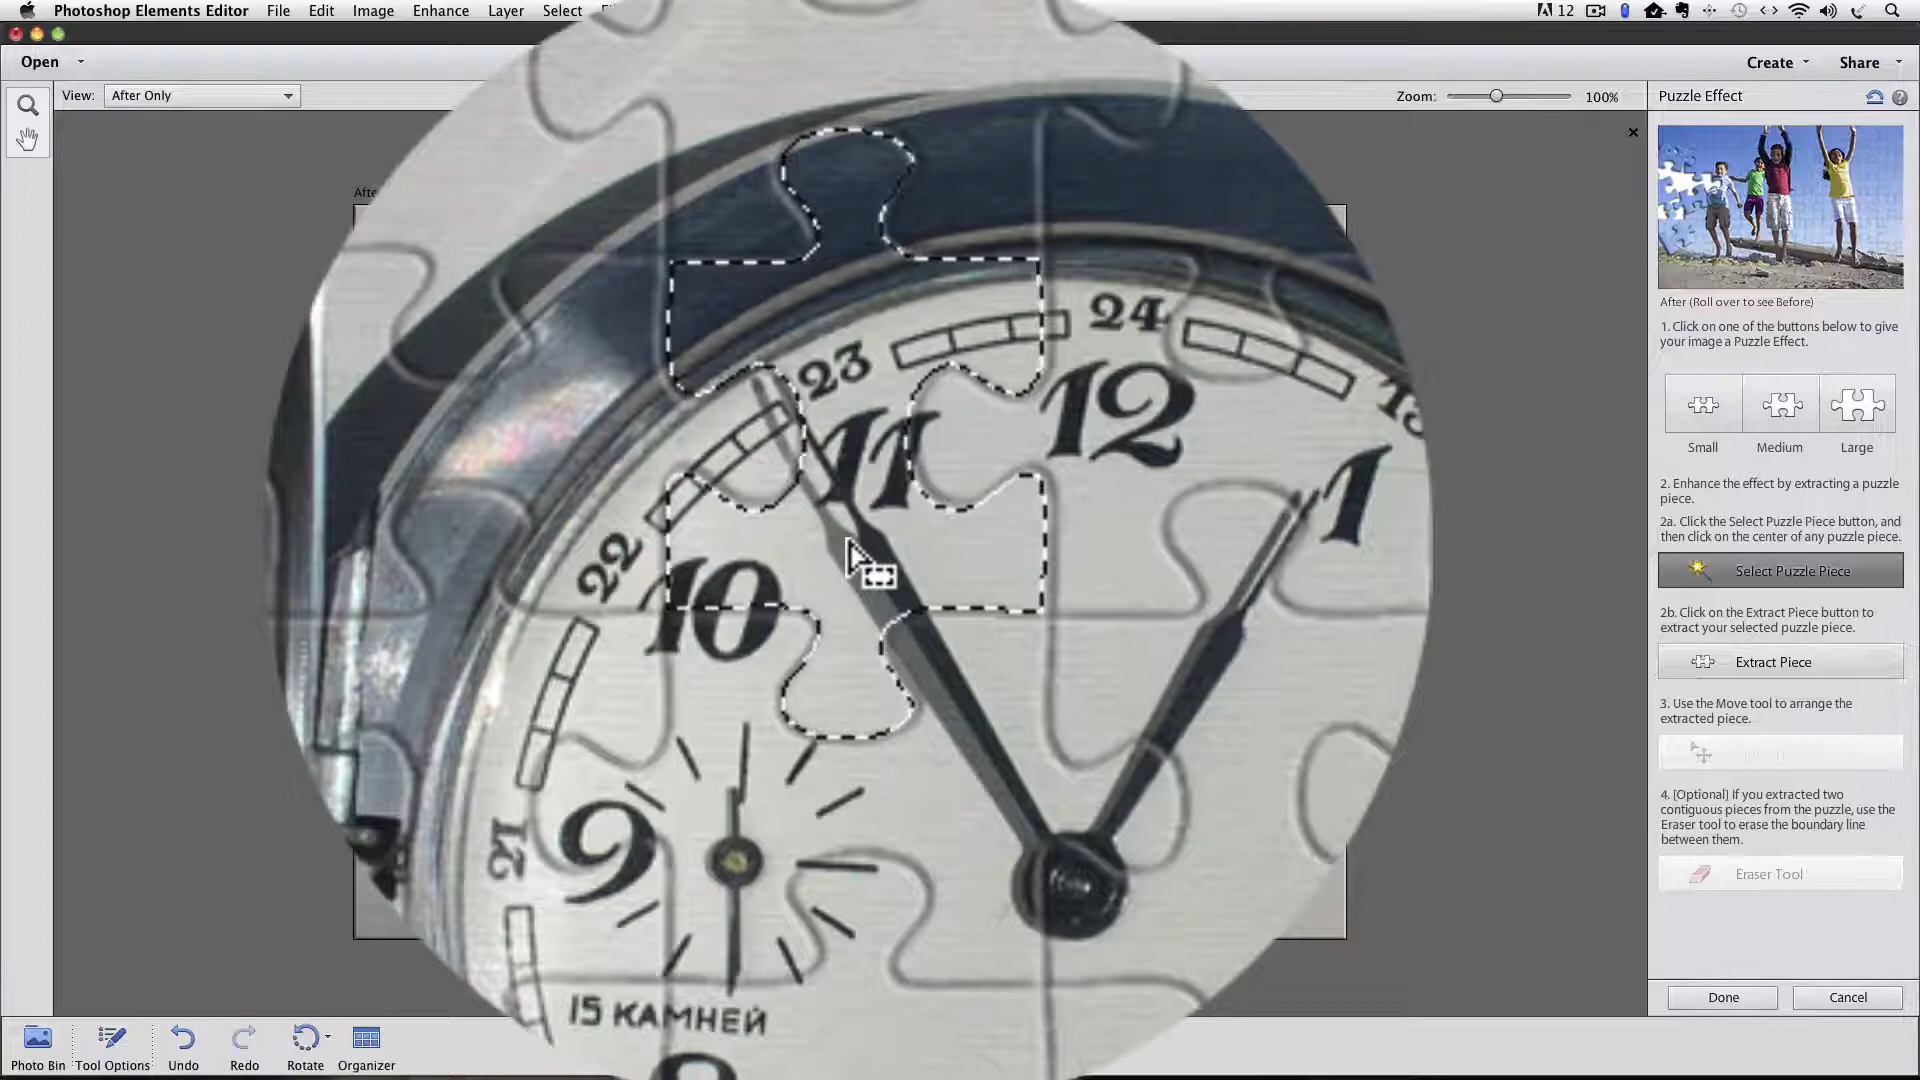 Photoshop Elements Editor File Edit Image Enhance Layer Select
12
Open
Create
Share
View: After Only
Zoom: 100%
Puzzle Effect
After (Roll over to see Before)
1. Click on one of the buttons below to give
your image a Puzzle Effect.
Small Medium Large
2. Enhance the effect by extracting a puzzle
piece.
2a. Click the Select Puzzle Piece button, and
then click on the center of any puzzle piece.
Select Puzzle Piece
2b. Click on the Extract Piece button to
extract your selected puzzle piece.
Extract Piece
3. Use the Move tool to arrange the
extracted piece.
4. [Optional] If you extracted two
contiguous pieces from the puzzle, use the
Eraser tool to erase the boundary line
between them.
Eraser Tool
Done Cancel
24
23
12
11
1
22
10
9
21
15 КАМНЕЙ
Photo Bin Tool Options Undo Redo Rotate Organizer